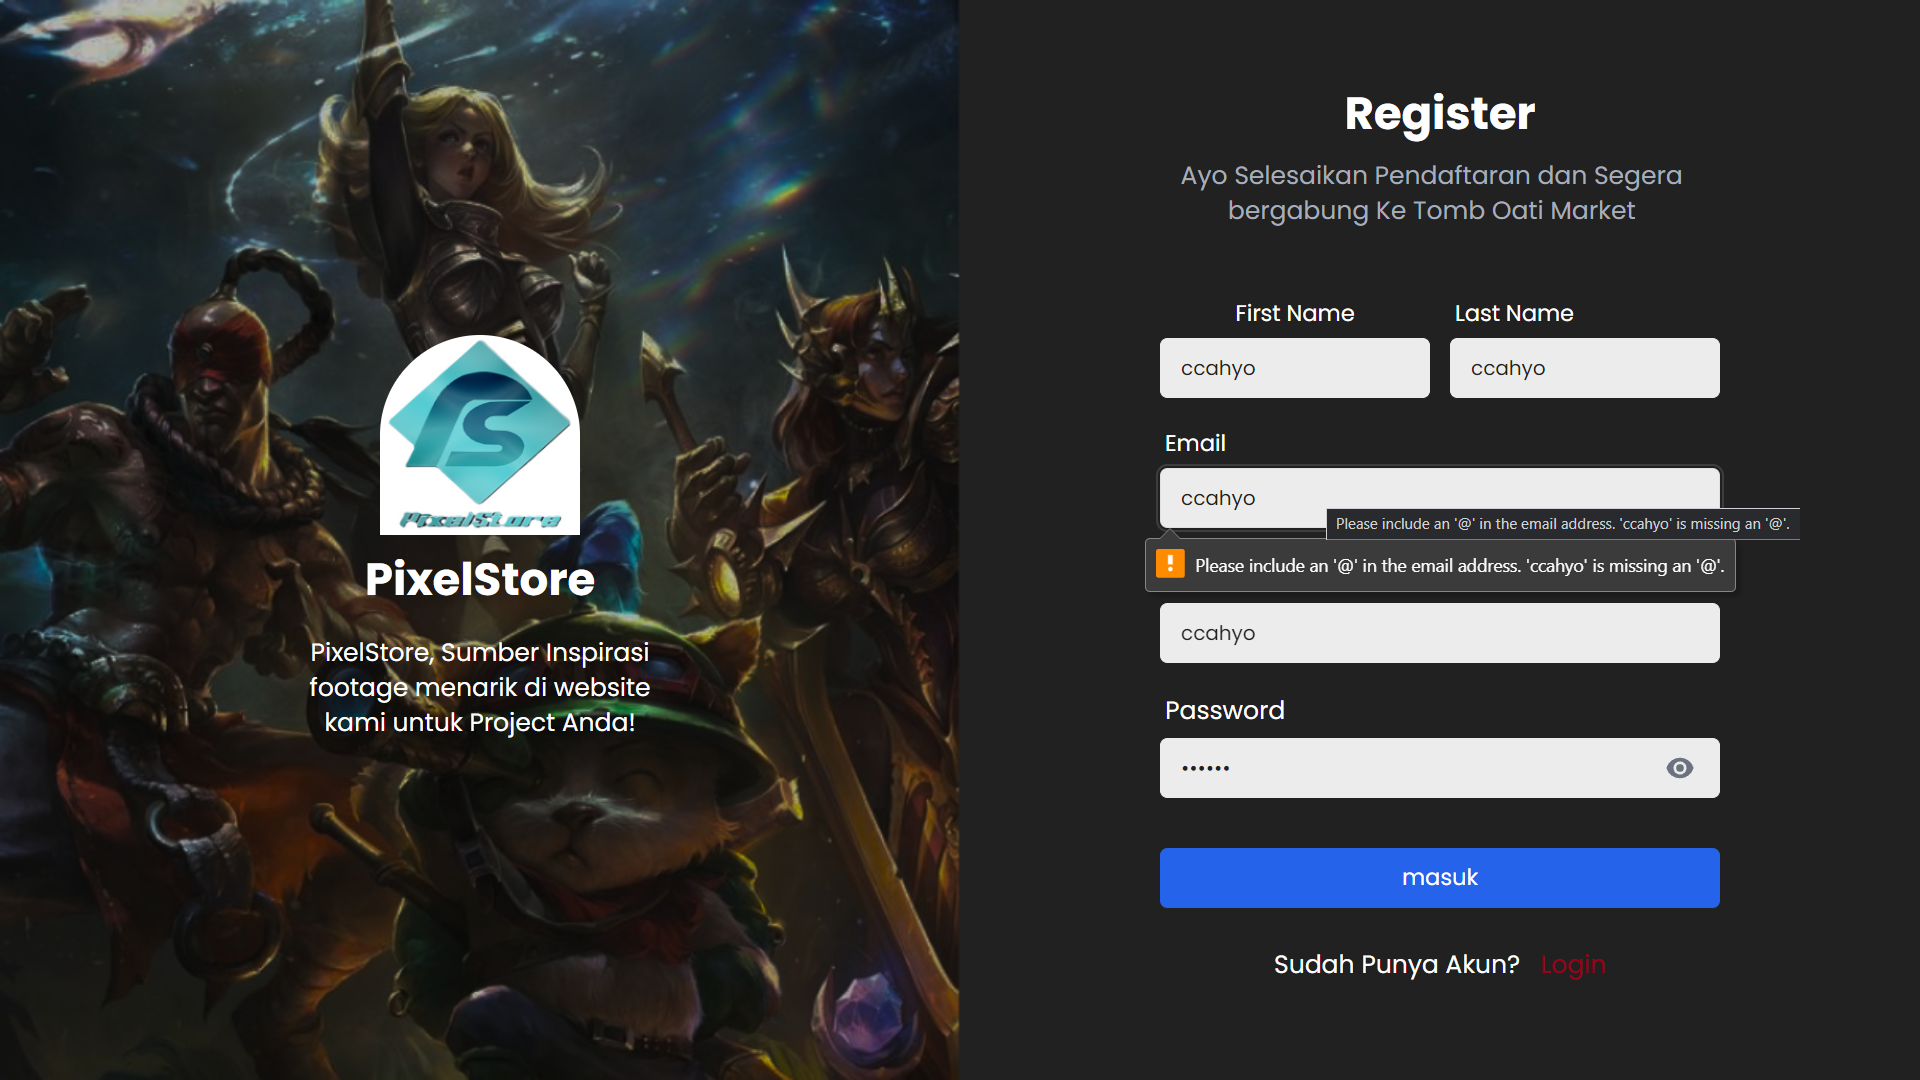 PixelStore
PixelStore
PixelStore, Sumber Inspirasi
footage menarik di website
kami untuk Project Anda!
Register
Ayo Selesaikan Pendaftaran dan Segera
bergabung Ke Tomb Oati Market
First Name
Last Name
ccahyo
ccahyo
Email
ccahyo
Please include an '@' in the email address. 'ccahyo' is missing an '@'.
Please include an '@' in the email address. 'ccahyo' is missing an '@'.
ccahyo
Password
••••••
masuk
Sudah Punya Akun? Login